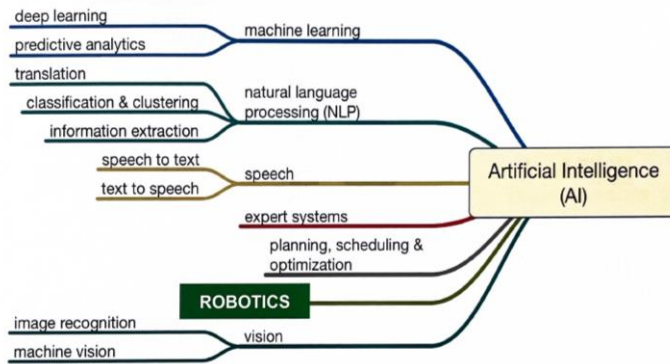 deep learning
predictive analytics
machine learning
translation
classification & clustering
information extraction
natural language
processing (NLP)
speech to text
text to speech
speech
expert systems
planning, scheduling &
optimization
ROBOTICS
image recognition
machine vision
vision
Artificial Intelligence
(AI)